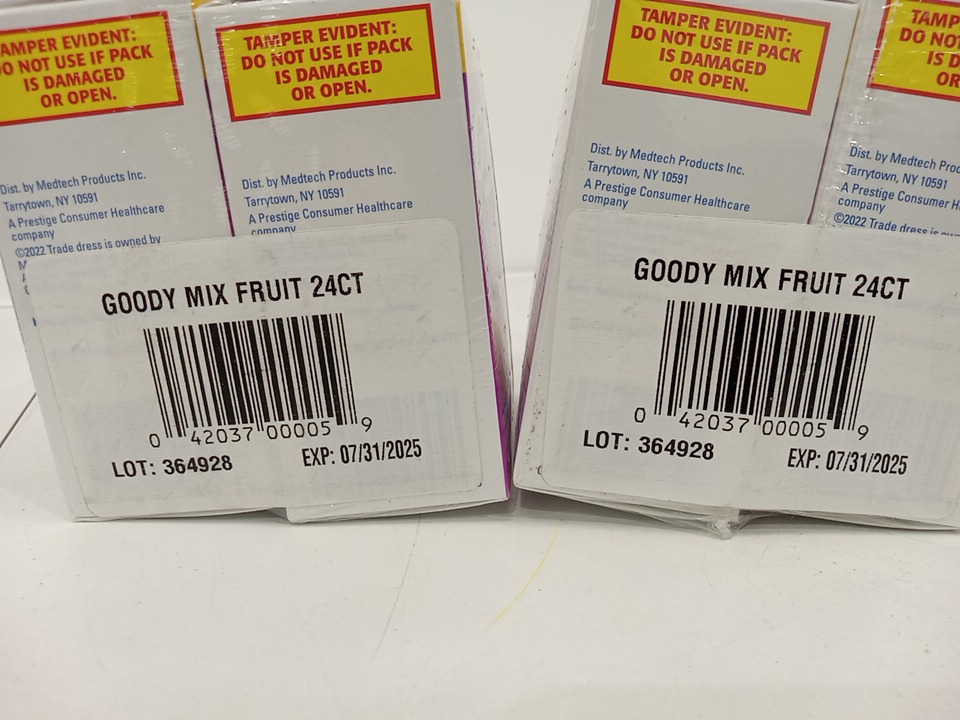 TAMPER EVIDENT:
DO NOT USE IF PACK
IS DAMAGED
OR OPEN.
Dist. by Medtech Products Inc.
Tarrytown, NY 10591
A Prestige Consumer Healthcare
company
©2022 Trade dress is owned by
TAMPER EVIDENT:
DO NOT USE IF PACK
IS DAMAGED
OR OPEN.
Dist. by Medtech Products Inc.
Tarrytown, NY 10591
A Prestige Consumer Healthcare
company
GOODY MIX FRUIT 24CT
0 42037 00005 9
LOT: 364928 EXP: 07/31/2025
TAMPER EVIDENT:
DO NOT USE IF PACK
IS DAMAGED
OR OPEN.
Dist. by Medtech Products Inc.
Tarrytown, NY 10591
A Prestige Consumer Healthcare
company
Dist. by Medtech Products
Tarrytown, NY 10591
A Prestige Consumer
company
©2022 Trade dress is
GOODY MIX FRUIT 24CT
0 42037 00005 9
LOT: 364928 EXP: 07/31/2025